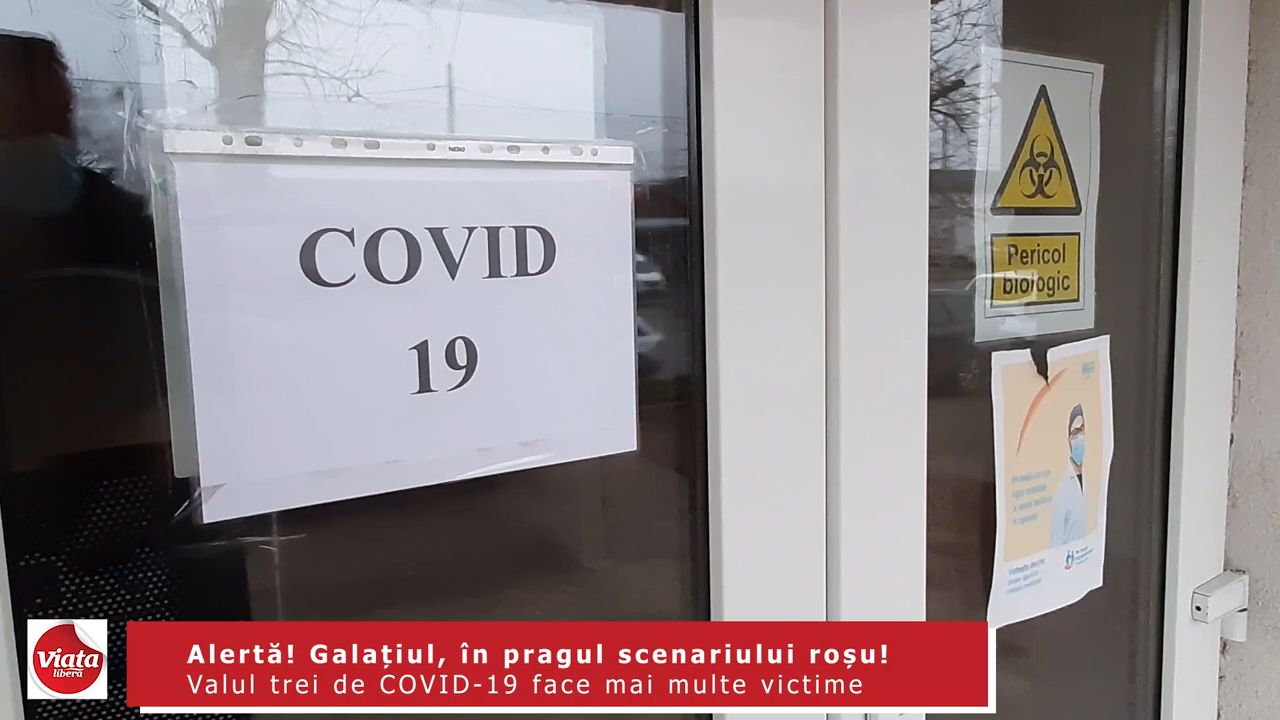 COVID
19
Pericol
biologic
Viața
liberă
Alertă! Galațiul, în pragul scenariului roșu!
Valul trei de COVID-19 face mai multe victime